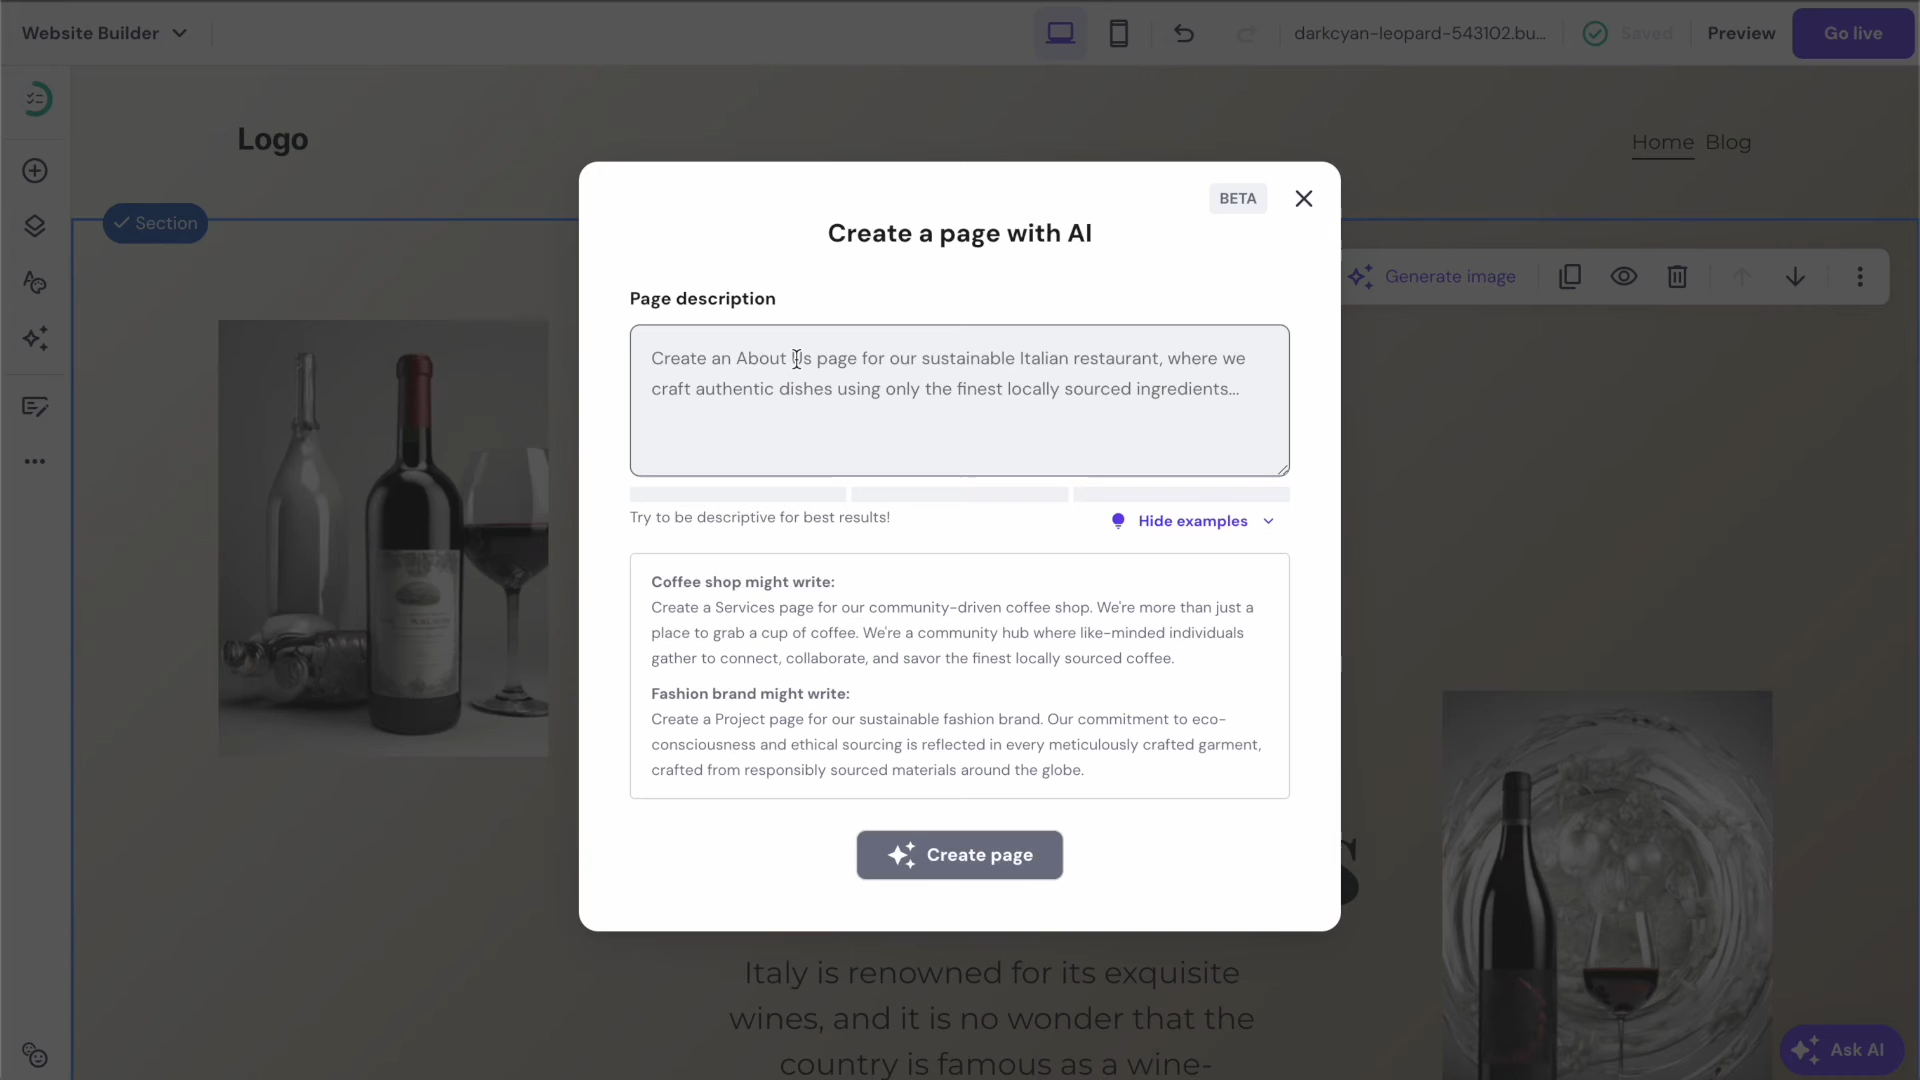 Website Builder
darkcyan-leopard-543102.bu...
Saved
Preview
Go live
Logo
Home
Blog
Section
Generate image
BETA
Create a page with AI
Page description
Create an About Us page for our sustainable Italian restaurant, where we
craft authentic dishes using only the finest locally sourced ingredients...
Try to be descriptive for best results!
Hide examples
Coffee shop might write:
Create a Services page for our community-driven coffee shop. We're more than just a
place to grab a cup of coffee. We're a community hub where like-minded individuals
gather to connect, collaborate, and savor the finest locally sourced coffee.
Fashion brand might write:
Create a Project page for our sustainable fashion brand. Our commitment to eco-
consciousness and ethical sourcing is reflected in every meticulously crafted garment,
crafted from responsibly sourced materials around the globe.
Create page
Italy is renowned for its exquisite
wines, and it is no wonder that the
country is famous as a wine-
Ask AI